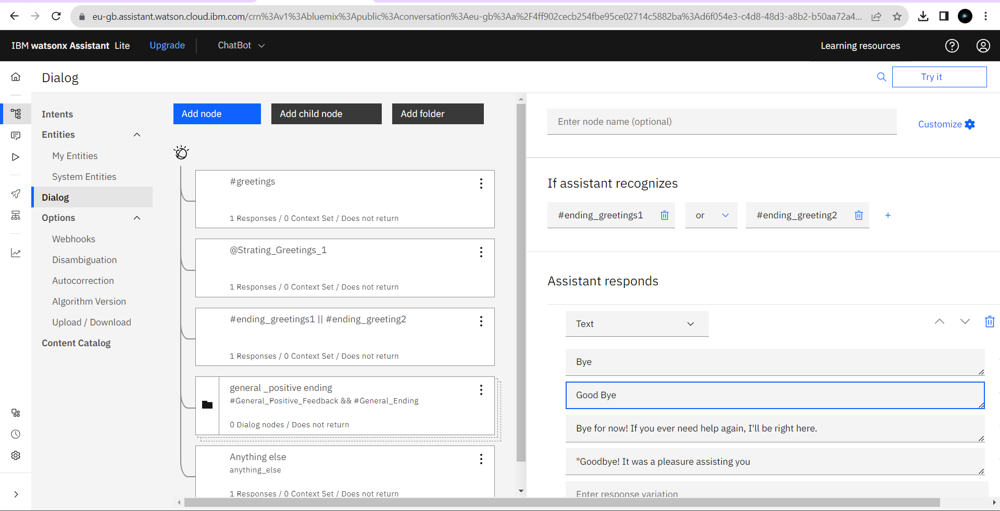 eu-gb.assistant.watson.cloud.ibm.com/crn%3Av1%3Abluemix%3Apublic%3Aconversation%3Aeu-gb%3Aa%2F4ff902cecb254fbe95ce02714c5882ba%3Ad6f054e3-c4d8-48d3-a8b2-b50aa72a4...
IBM watsonx Assistant Lite Upgrade ChatBot Learning resources
Dialog Try it
Intents
Entities
My Entities
System Entities
Dialog
Options
Webhooks
Disambiguation
Autocorrection
Algorithm Version
Upload / Download
Content Catalog
Add node Add child node Add folder
#greetings
1 Responses / 0 Context Set / Does not return
@Strating_Greetings_1
1 Responses / 0 Context Set / Does not return
#ending_greetings1 || #ending_greeting2
1 Responses / 0 Context Set / Does not return
general _positive ending
#General_Positive_Feedback && #General_Ending
0 Dialog nodes / Does not return
Anything else
anything_else
1 Responses / 0 Context Set / Does not return
Enter node name (optional)
Customize
If assistant recognizes
#ending_greetings1 or #ending_greeting2 +
Assistant responds
Text
Bye
Good Bye
Bye for now! If you ever need help again, I'll be right here.
"Goodbye! It was a pleasure assisting you
Enter response variation